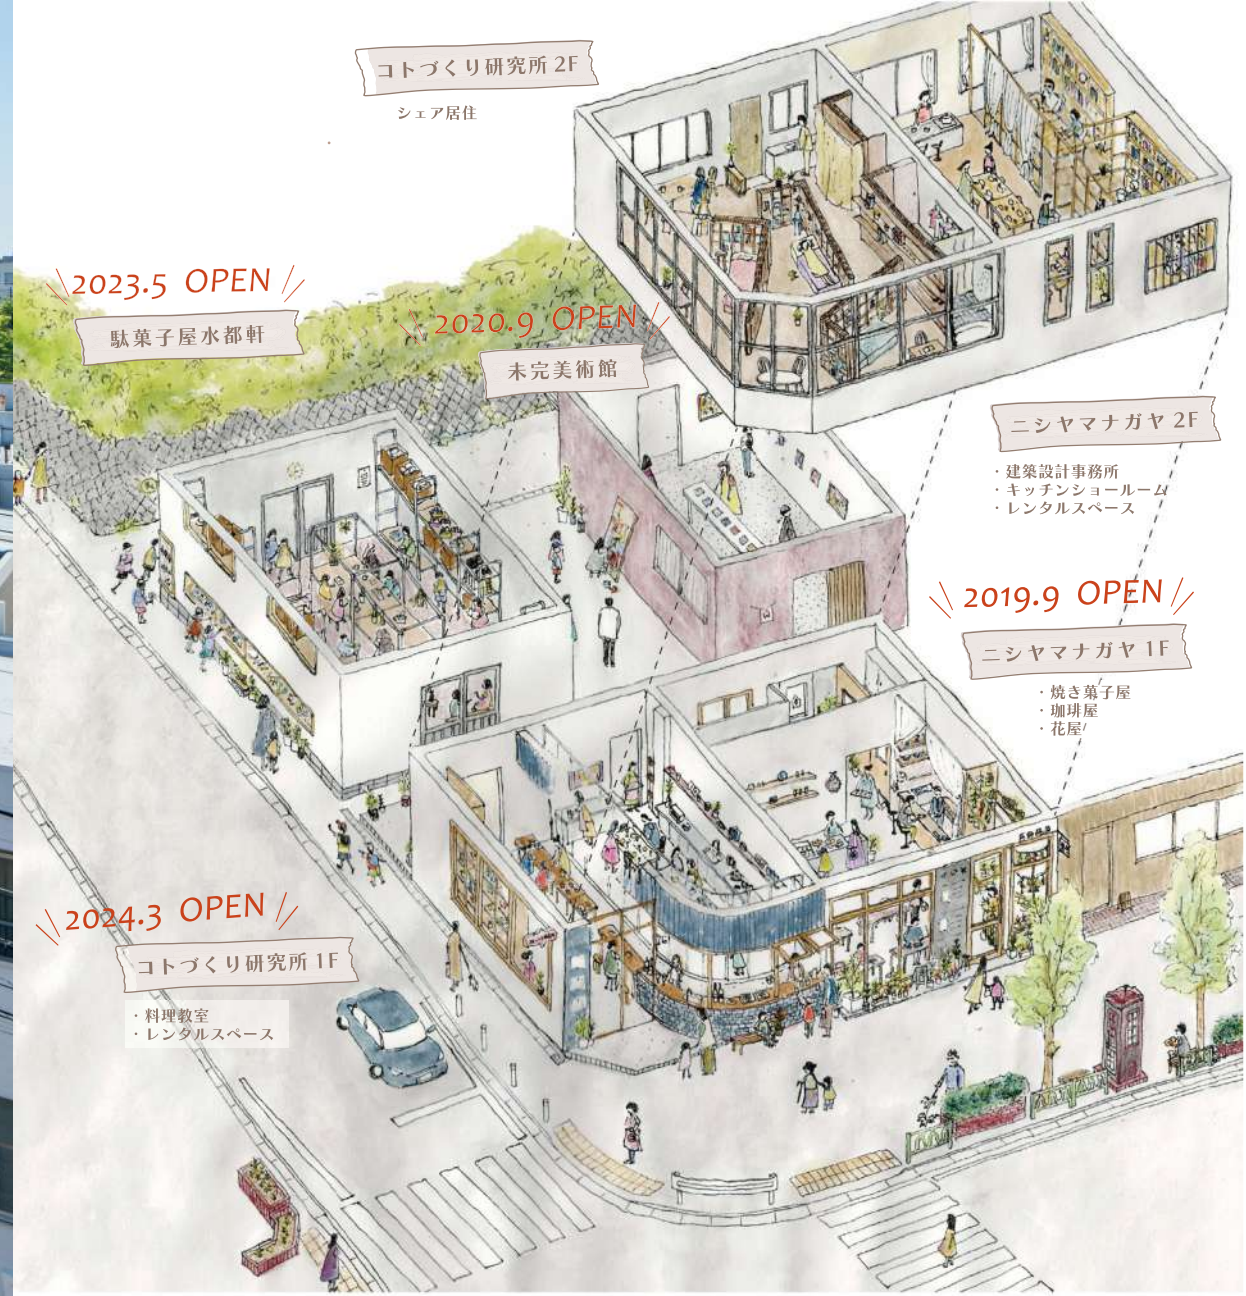 コトづくり研究所 2F
シェア居住
2023.5 OPEN
駄菓子屋水都軒
2020.9 OPEN
未完美術館
ニシヤマナガヤ 2F
・建築設計事務所
・キッチンショールーム
・レンタルスペース
2019.9 OPEN
ニシヤマナガヤ 1F
・焼き菓子屋
・珈琲屋
・花屋
2024.3 OPEN
コトづくり研究所 1F
・料理教室
・レンタルスペース